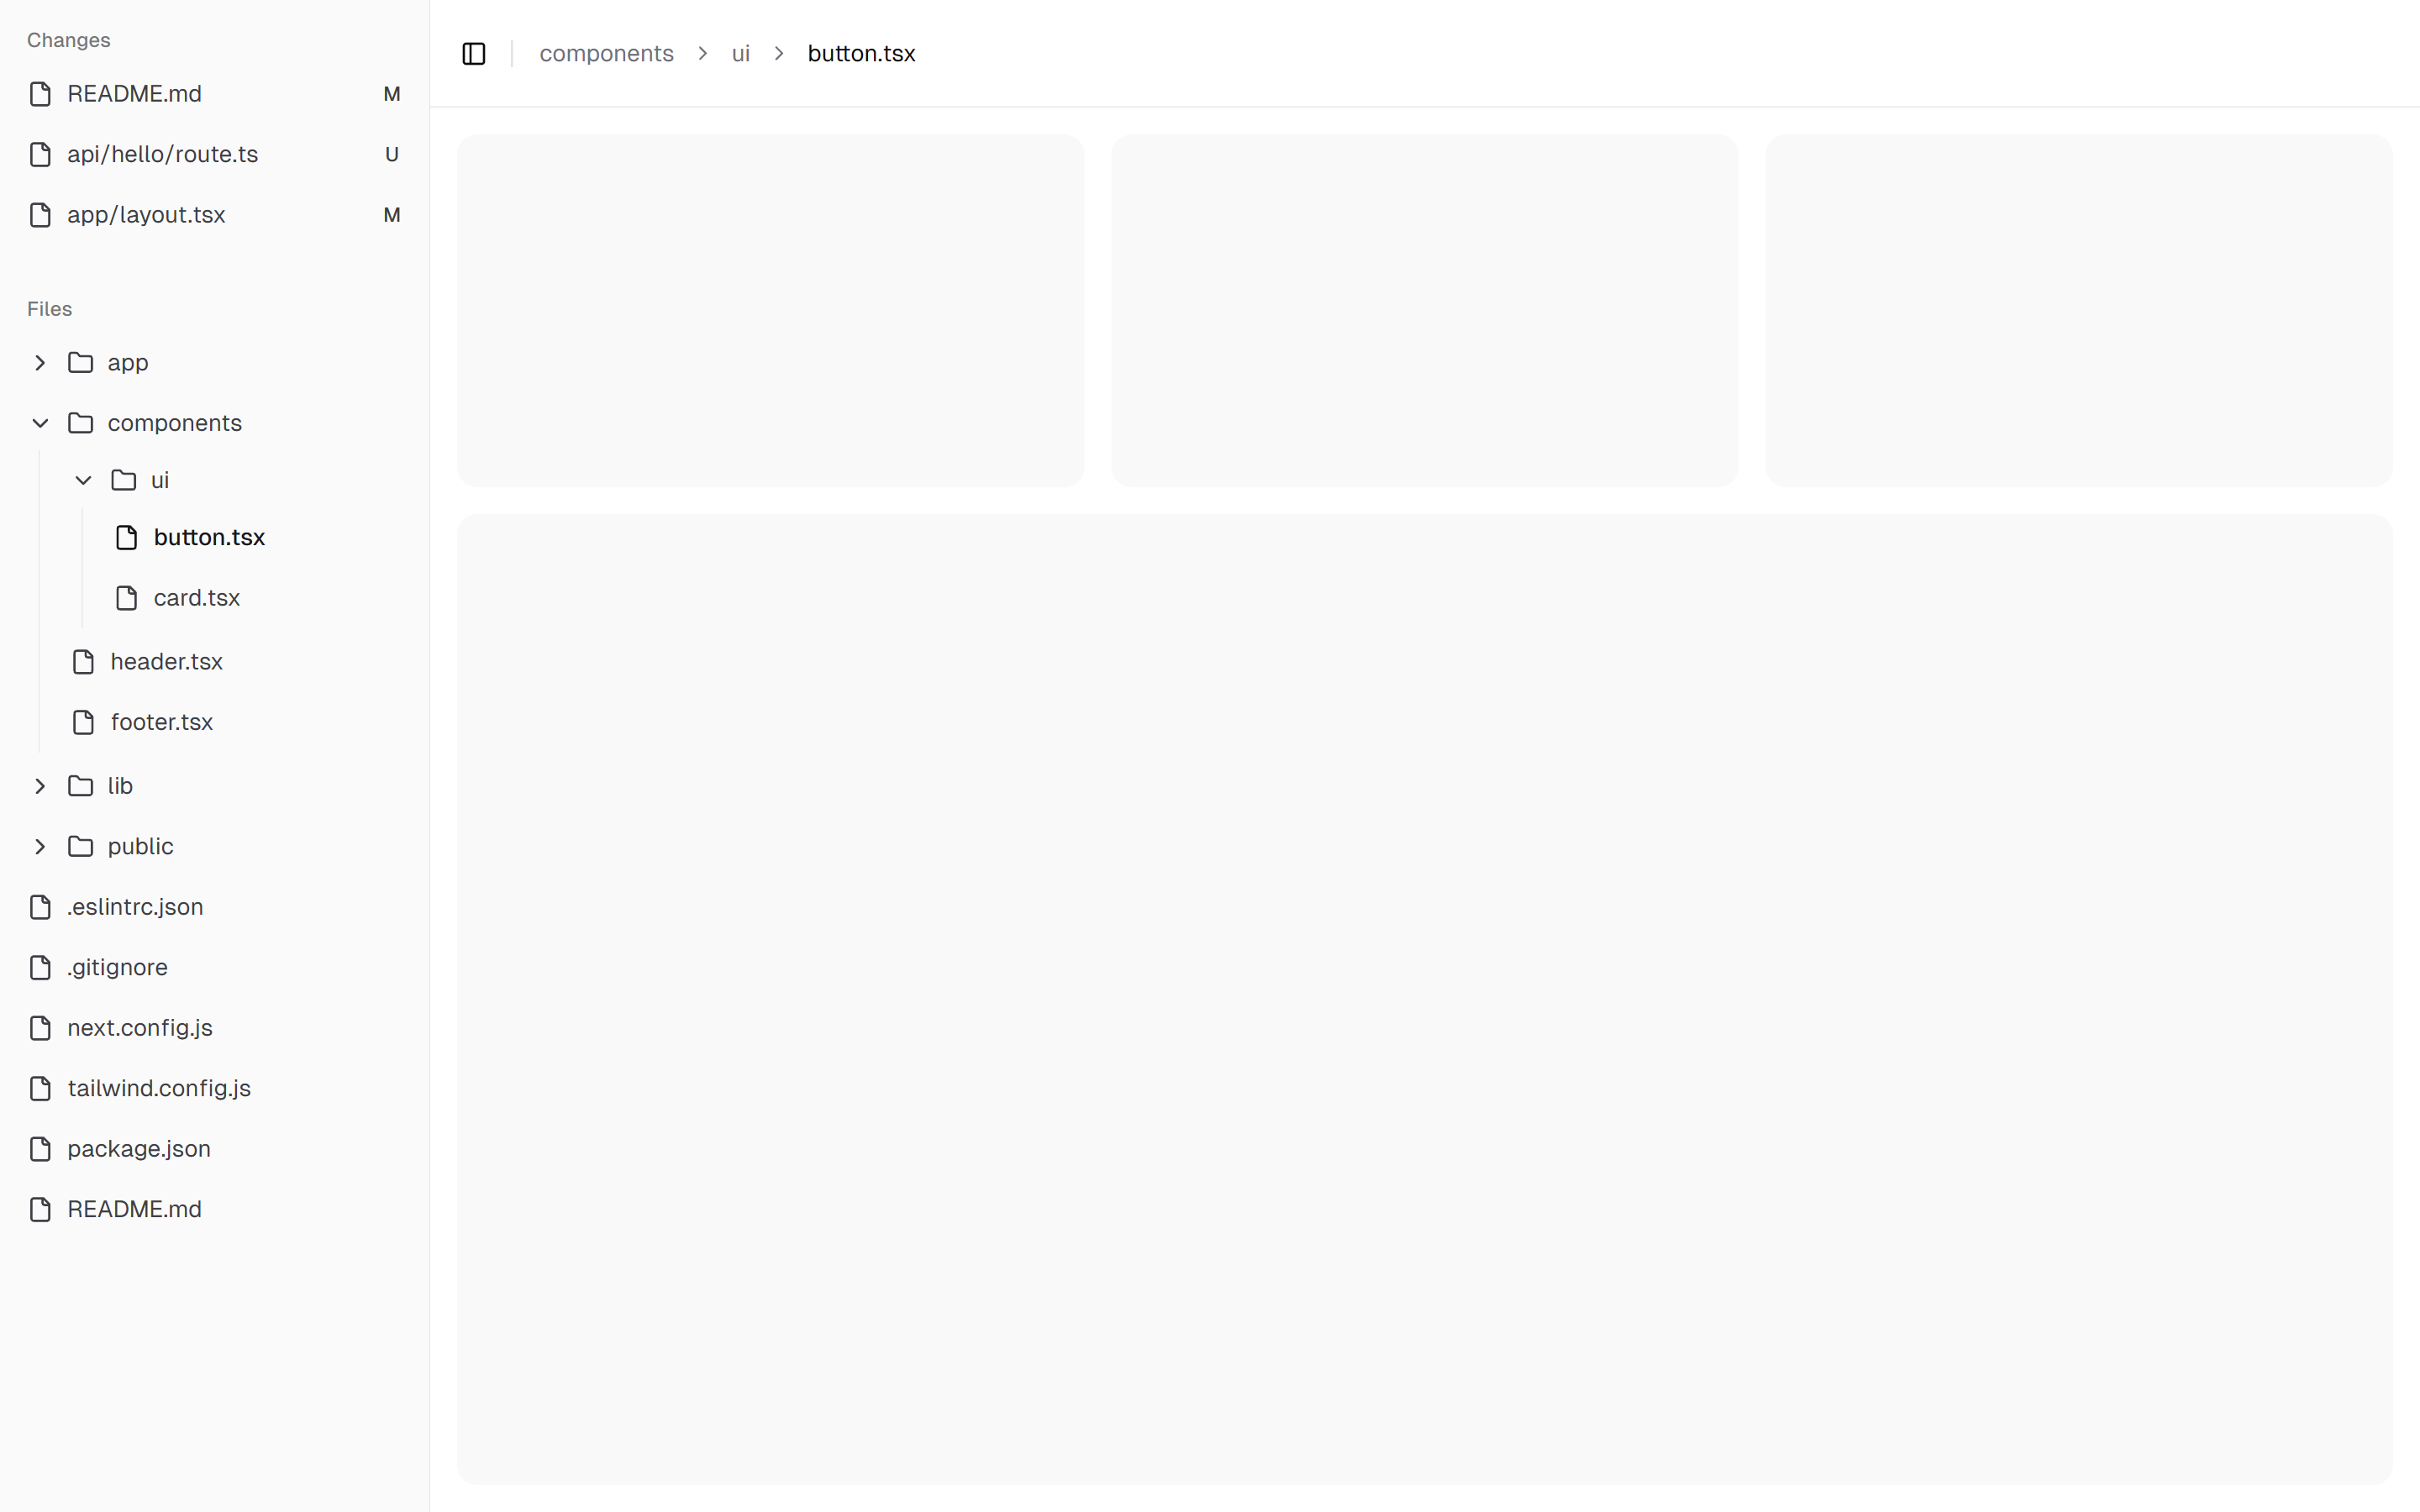 Changes
README.md M
api/hello/route.ts U
app/layout.tsx M
Files
app
components
ui
button.tsx
card.tsx
header.tsx
footer.tsx
lib
public
.eslintrc.json
.gitignore
next.config.js
tailwind.config.js
package.json
README.md
components ui button.tsx